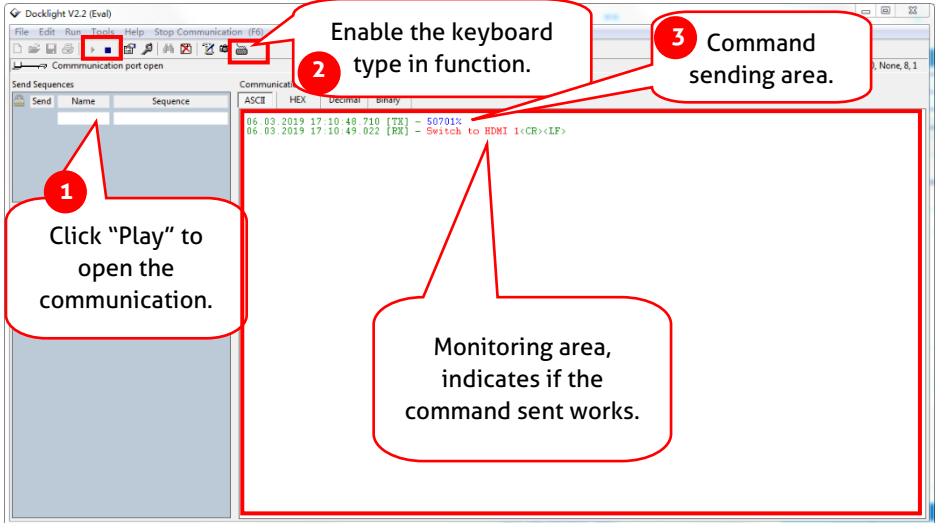 Docklight V2.2 (Eval)
File Edit Run Tools Help Stop Communication (F6)
Commmunication port open
, None, 8, 1
Send Sequences
Send Name Sequence
ASCII HEX Decimal Binary
06.03.2019 17:10:48.710 [TX] - 50701%
06.03.2019 17:10:49.022 [RX] - Switch to HDMI 1<CR><LF>
1
Click “Play” to
open the
communication.
2
Enable the keyboard
type in function.
3
Command
sending area.
Monitoring area,
indicates if the
command sent works.